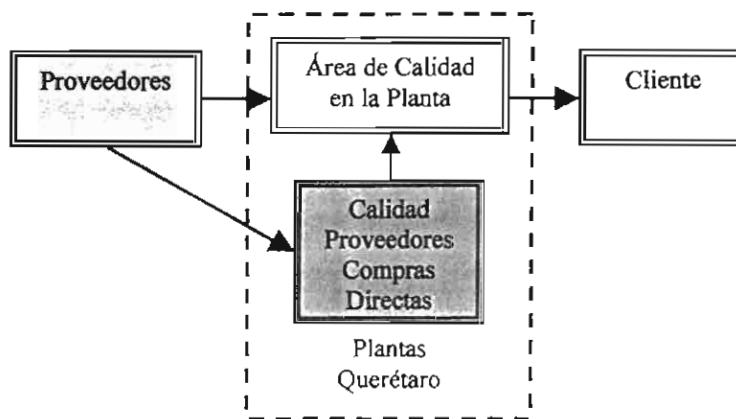 Proveedores
Área de Calidad
en la Planta
Cliente
Calidad
Proveedores
Compras
Directas
Plantas
Querétaro